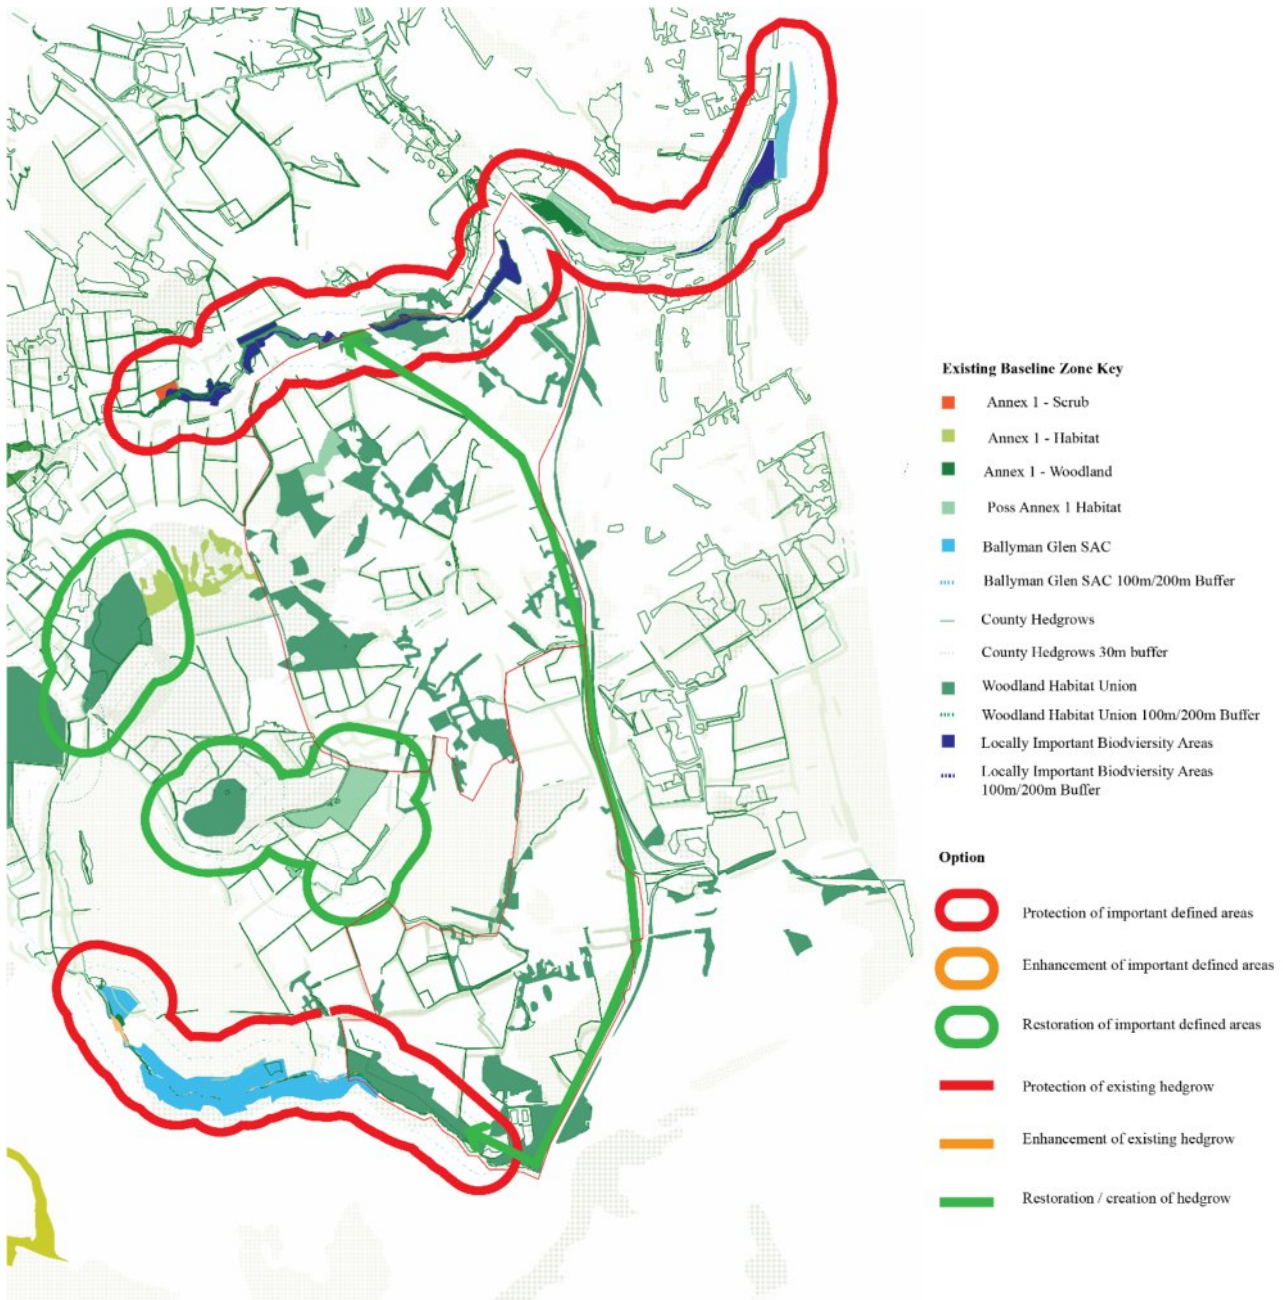 Existing Baseline Zone Key
Annex 1 - Scrub
Annex 1 - Habitat
Annex 1 - Woodland
Poss Annex 1 Habitat
Ballyman Glen SAC
Ballyman Glen SAC 100m/200m Buffer
County Hedgrows
County Hedgrows 30m buffer
Woodland Habitat Union
Woodland Habitat Union 100m/200m Buffer
Locally Important Biodviersity Areas
Locally Important Biodviersity Areas
100m/200m Buffer
Option
Protection of important defined areas
Enhancement of important defined areas
Restoration of important defined areas
Protection of existing hedgrow
Enhancement of existing hedgrow
Restoration / creation of hedgrow